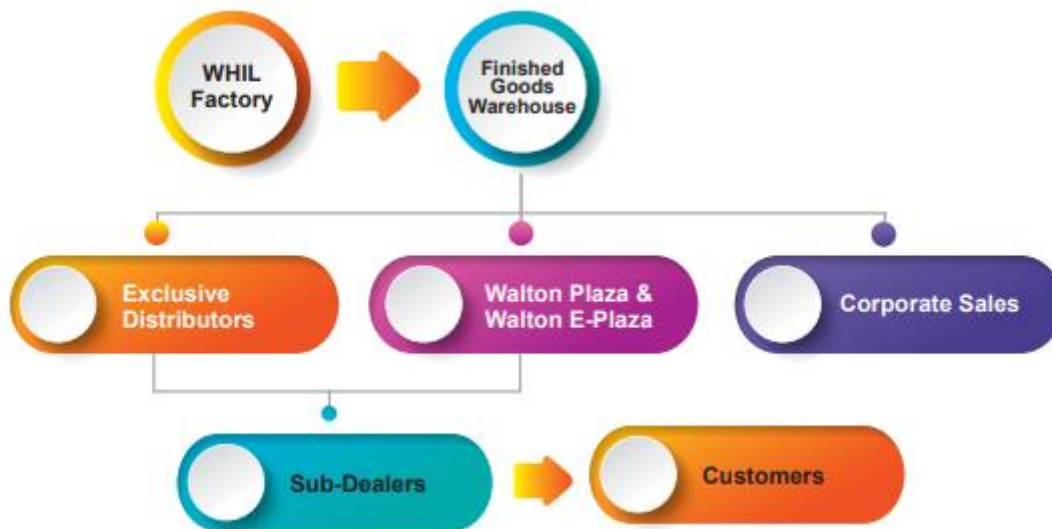 WHIL
Factory
Finished
Goods
Warehouse
Exclusive
Distributors
Walton Plaza &
Walton E-Plaza
Corporate Sales
Sub-Dealers
Customers